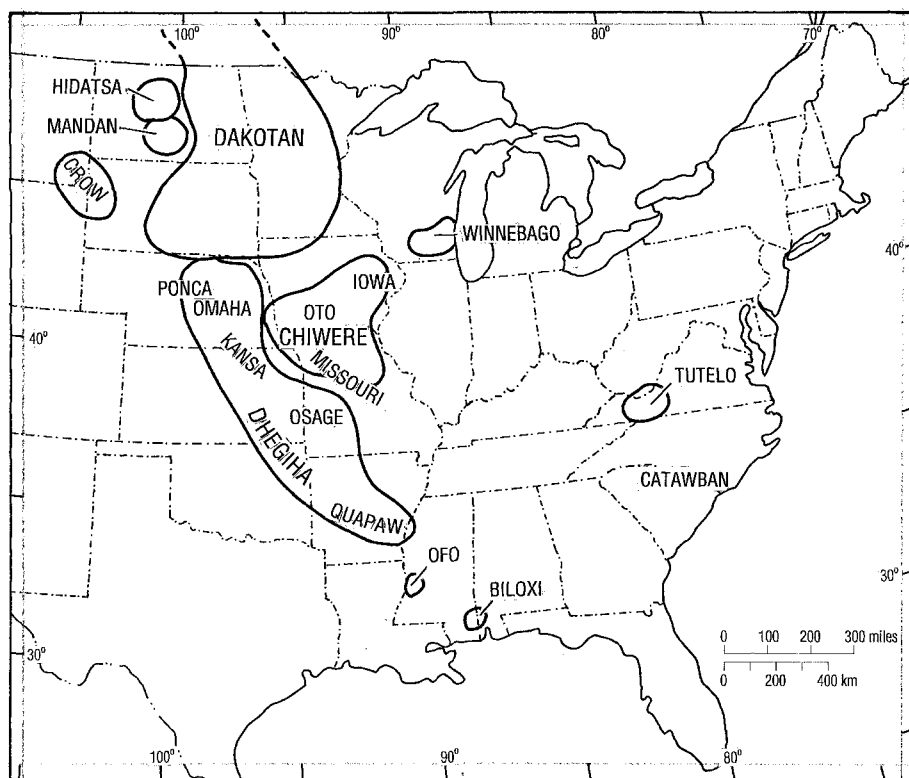 100° 90° 80° 70°
HIDATSA
MANDAN
DAKOTAN
CROW
WINNEBAGO
40°
PONCA
OMAHA
IOWA
OTO
CHIWERE
40°
KANSA
MISSOURI
TUTELO
OSAGE
DHEGIHA
CATAWBAN
QUAPAW
OFO
30°
BILOXI
0 100 200 300 miles
30°
0 200 400 km
100° 90° 80°